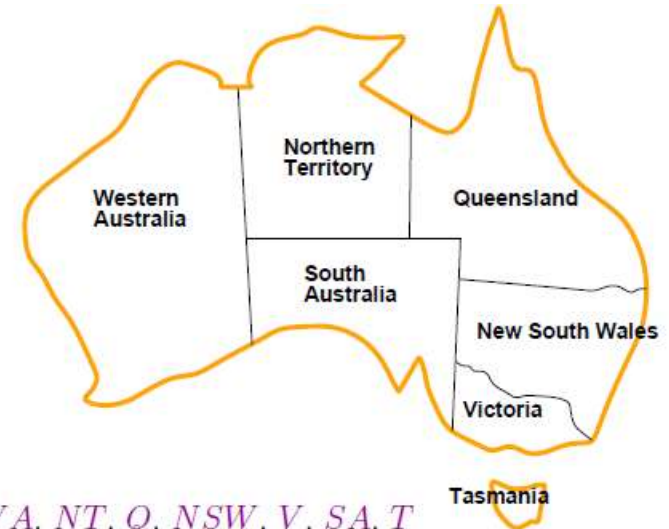 Northern
Territory
Western
Australia
Queensland
South
Australia
New South Wales
Victoria
Tasmania
NT, Q, NSW, V, SA, T